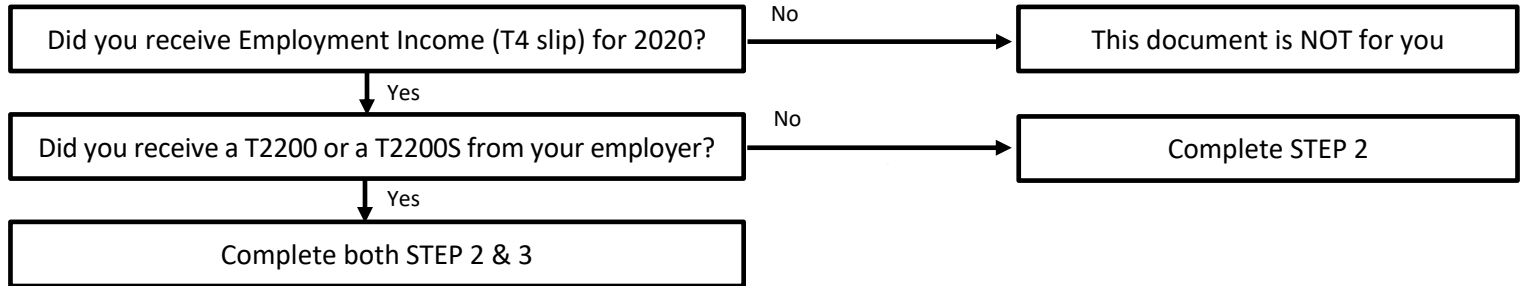 Did you receive Employment Income (T4 slip) for 2020?
No
This document is NOT for you
Yes
Did you receive a T2200 or a T2200S from your employer?
No
Complete STEP 2
Yes
Complete both STEP 2 & 3